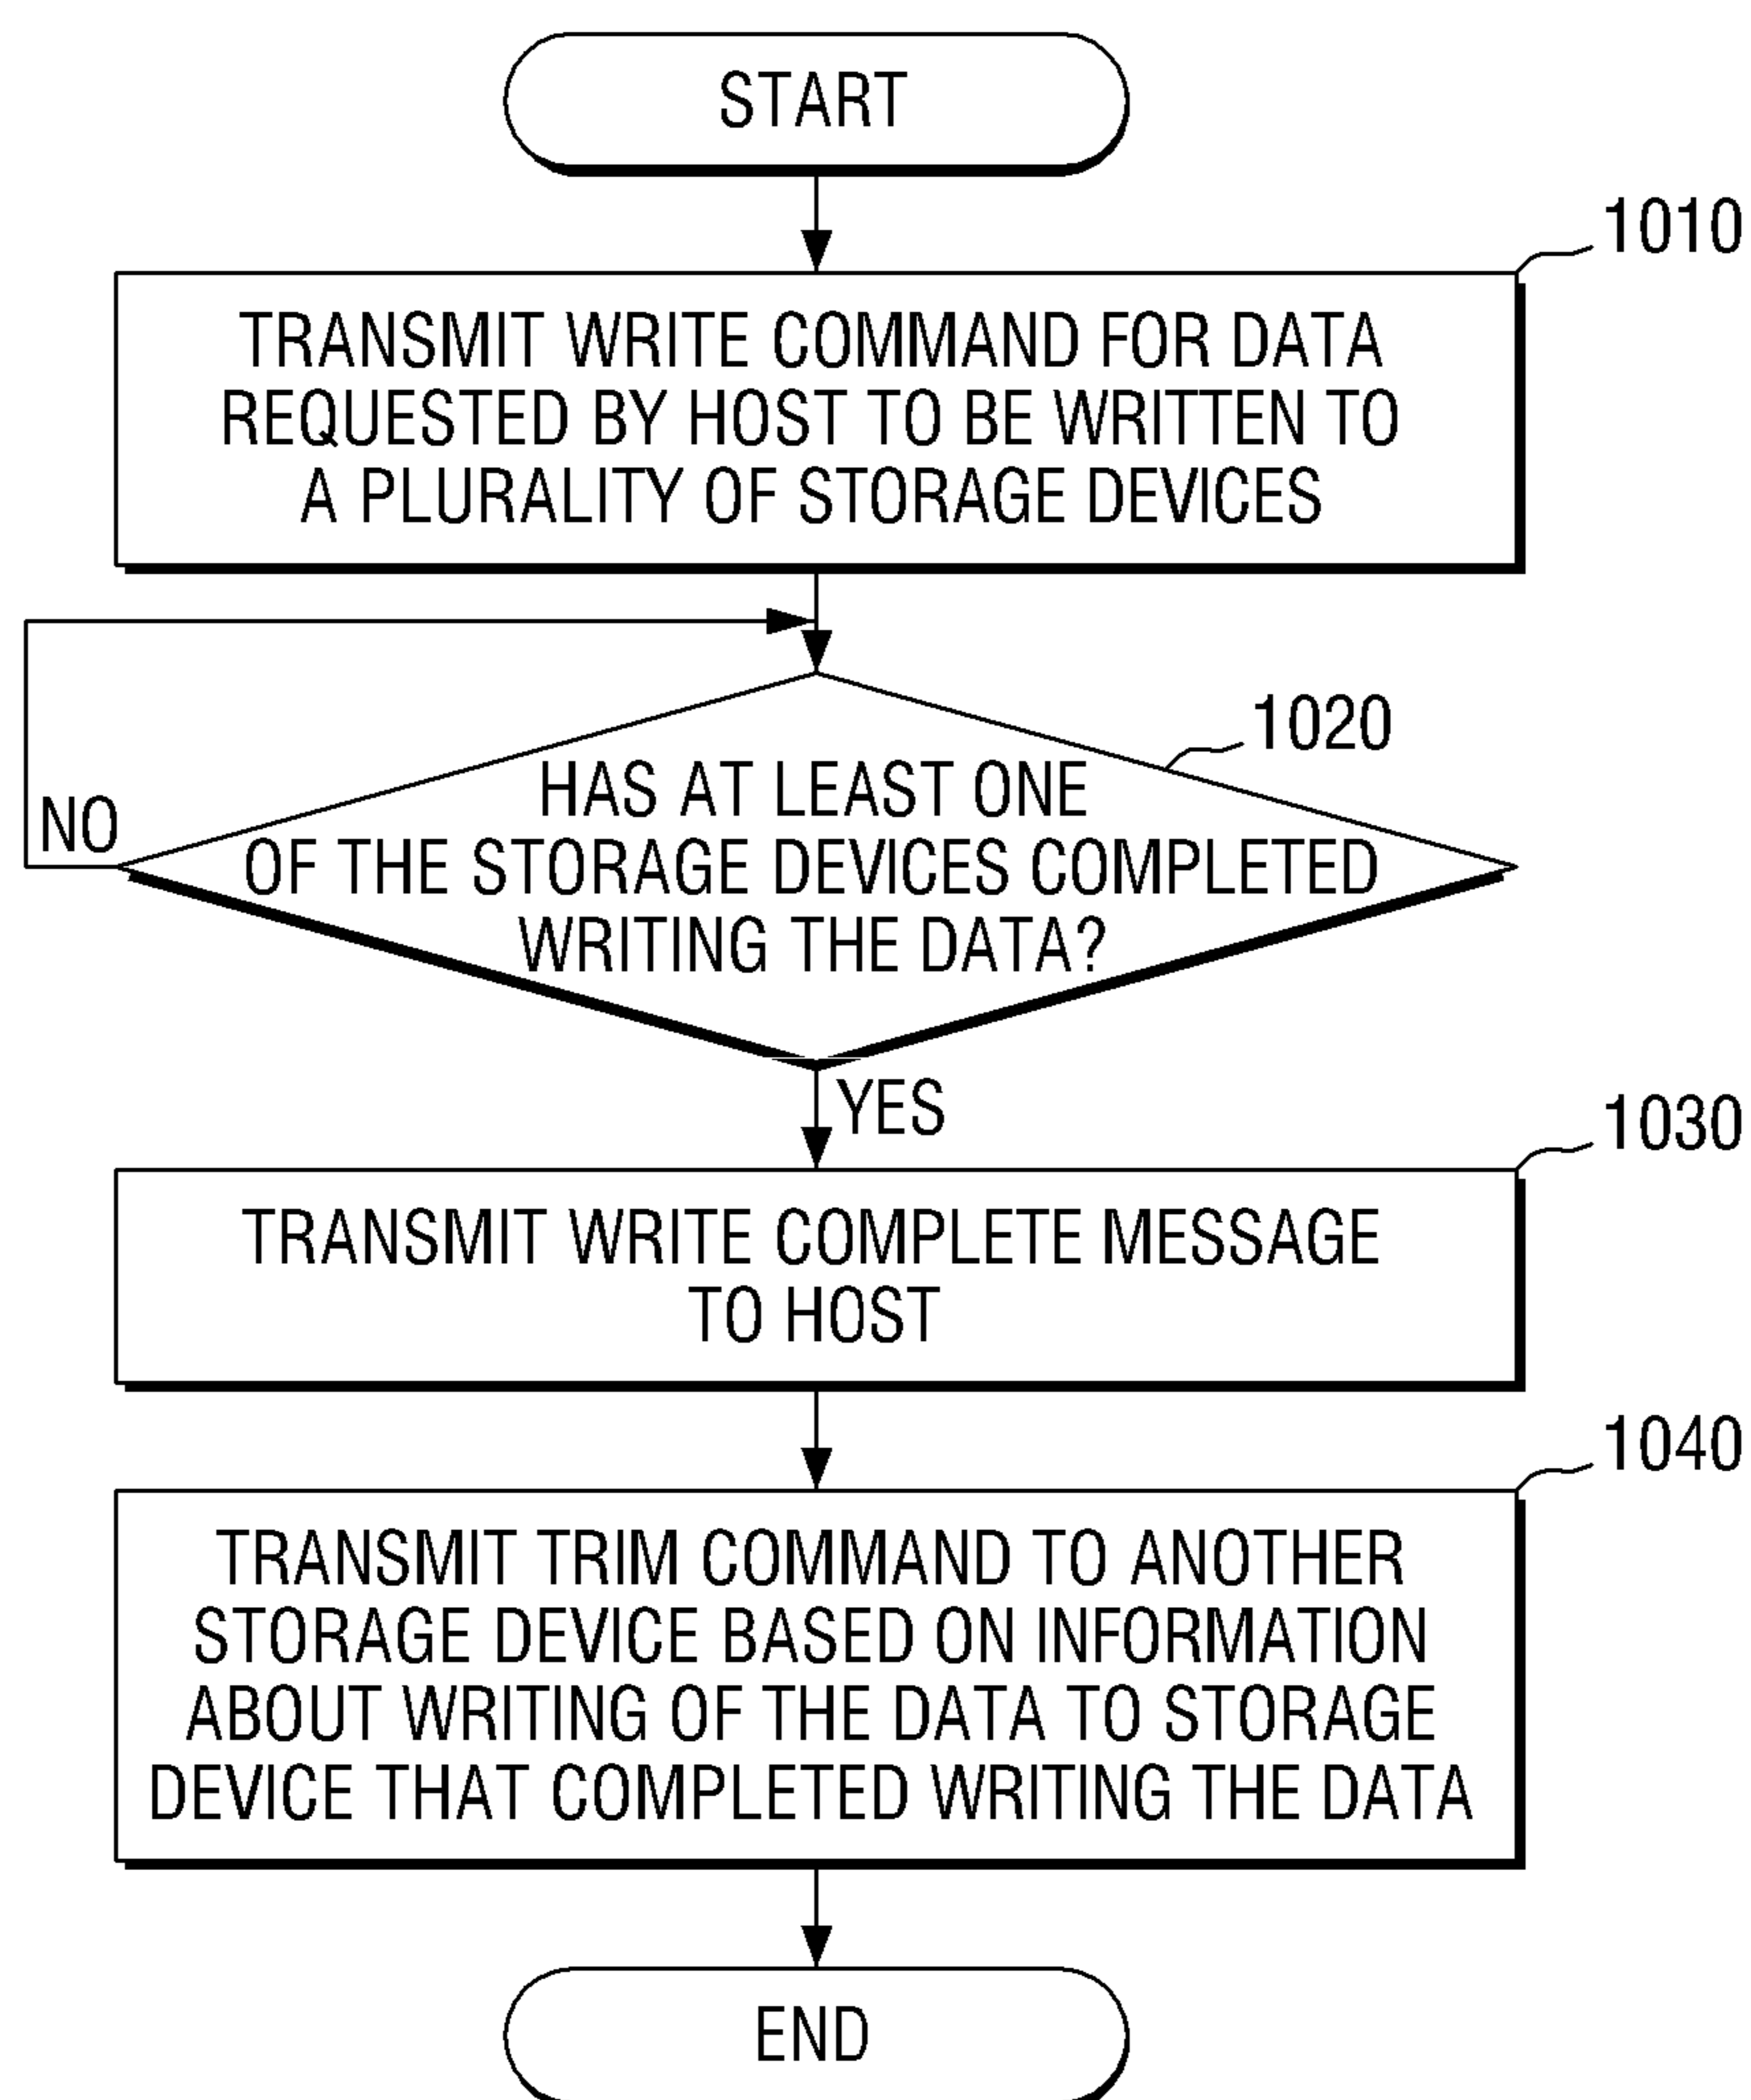 START
1010
TRANSMIT WRITE COMMAND FOR DATA
REQUESTED BY HOST TO BE WRITTEN TO
A PLURALITY OF STORAGE DEVICES
1020
HAS AT LEAST ONE
OF THE STORAGE DEVICES COMPLETED
WRITING THE DATA?
NO
YES
1030
TRANSMIT WRITE COMPLETE MESSAGE
TO HOST
1040
TRANSMIT TRIM COMMAND TO ANOTHER
STORAGE DEVICE BASED ON INFORMATION
ABOUT WRITING OF THE DATA TO STORAGE
DEVICE THAT COMPLETED WRITING THE DATA
END